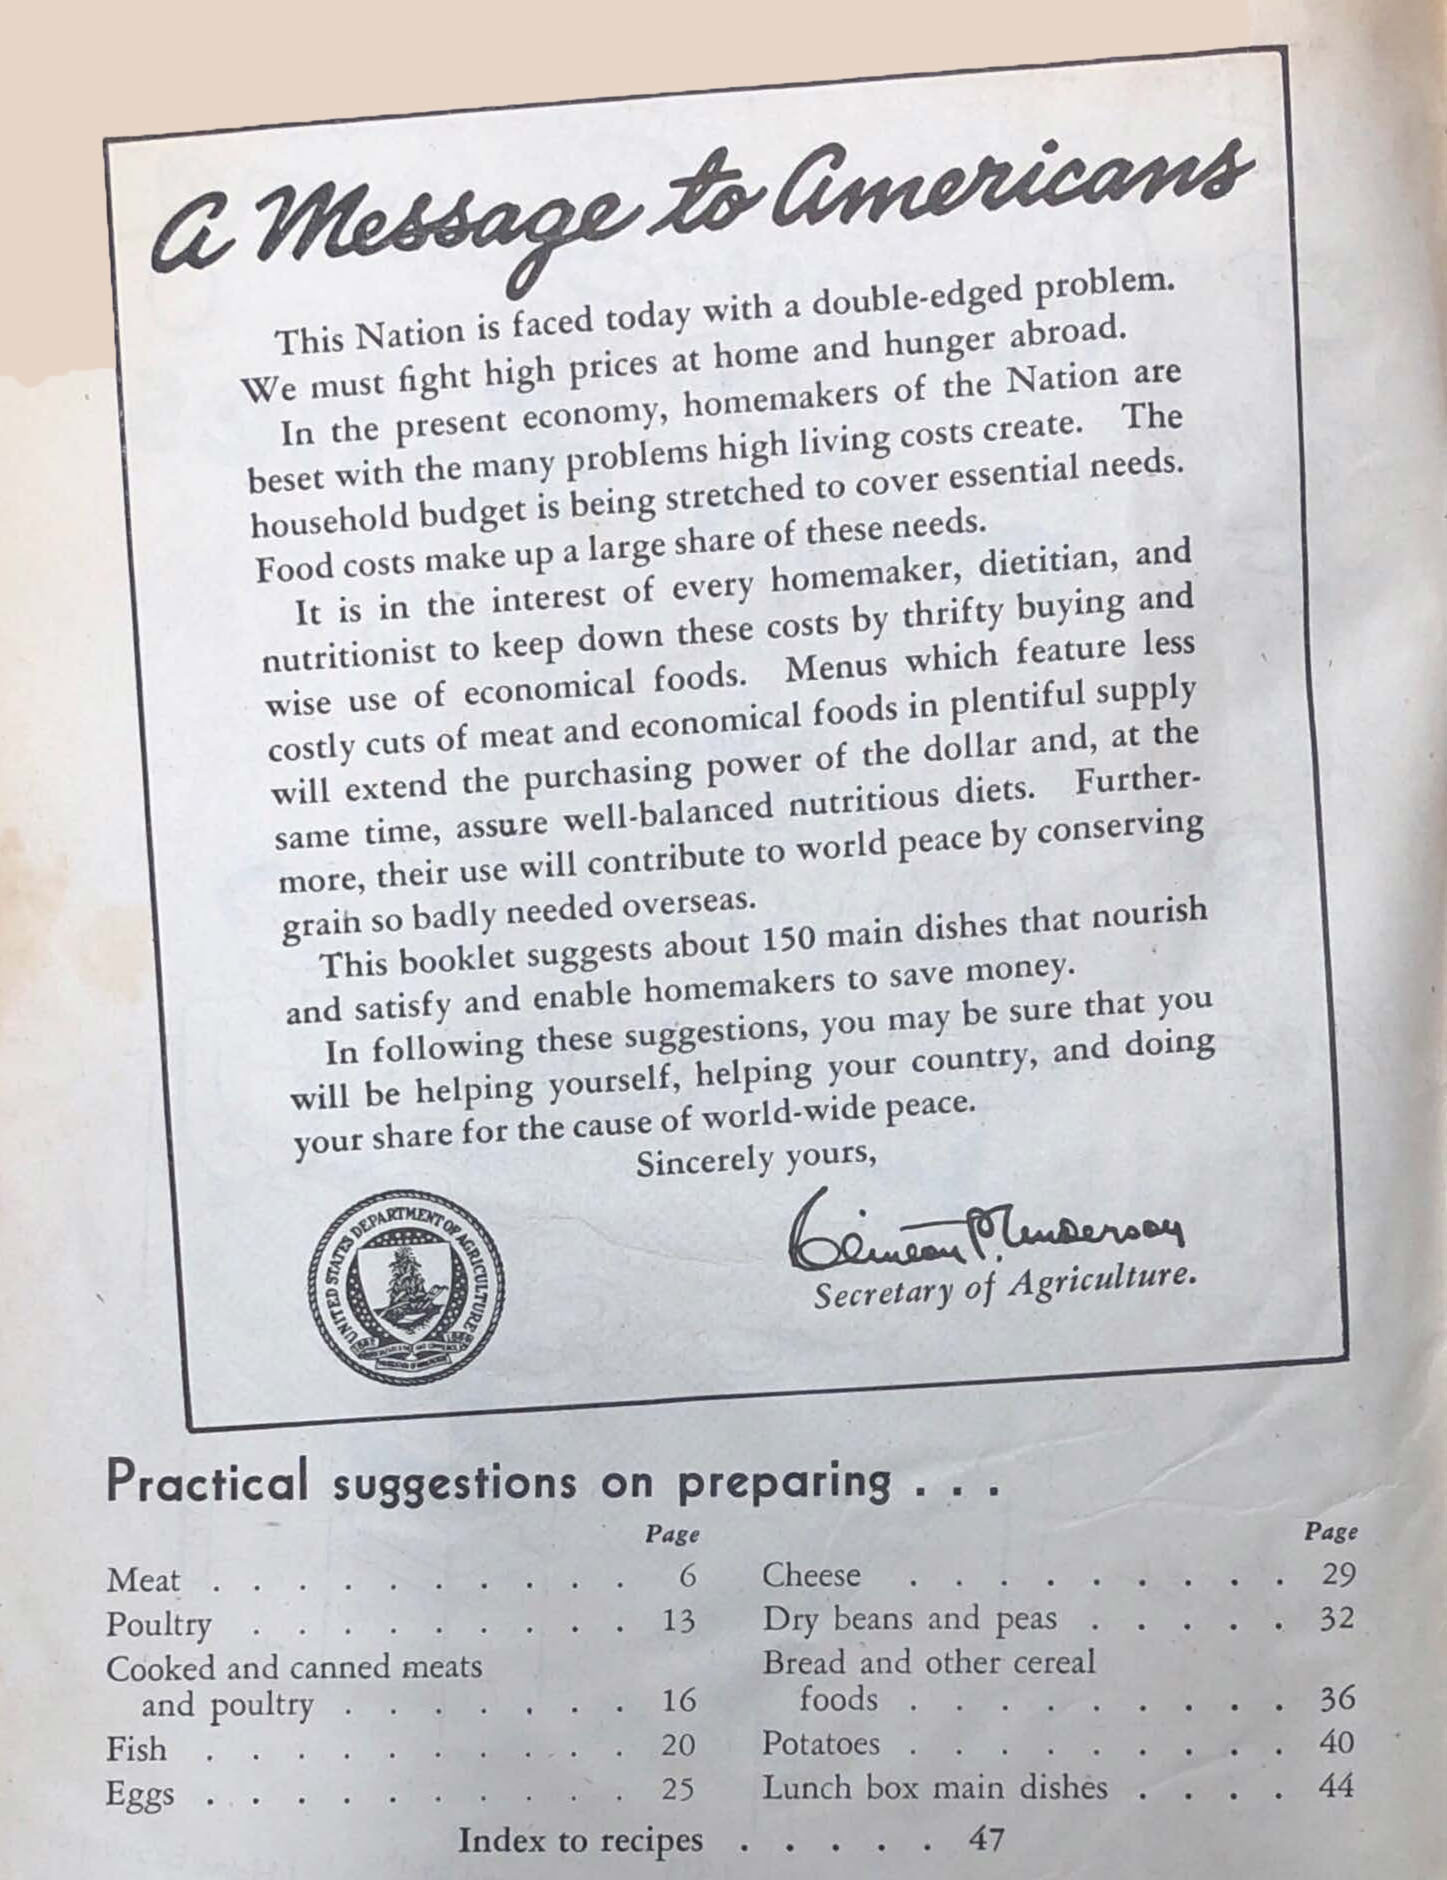 A Message to Americans
This Nation is faced today with a double-edged problem.
We must fight high prices at home and hunger abroad.
In the present economy, homemakers of the Nation are
beset with the many problems high living costs create. The
household budget is being stretched to cover essential needs.
Food costs make up a large share of these needs.
It is in the interest of every homemaker, dietitian, and
nutritionist to keep down these costs by thrifty buying and
wise use of economical foods. Menus which feature less
costly cuts of meat and economical foods in plentiful supply
will extend the purchasing power of the dollar and, at the
same time, assure well-balanced nutritious diets. Further-
more, their use will contribute to world peace by conserving
grain so badly needed overseas.
This booklet suggests about 150 main dishes that nourish
and satisfy and enable homemakers to save money.
In following these suggestions, you may be sure that you
will be helping yourself, helping your country, and doing
your share for the cause of world-wide peace.
Sincerely yours,
UNITED STATES DEPARTMENT OF AGRICULTURE
Secretary of Agriculture.
Practical suggestions on preparing . . .
Page
Meat . . . . . . . . . . 6
Poultry . . . . . . . . . 13
Cooked and canned meats
and poultry . . . . . . . 16
Fish . . . . . . . . . . 20
Eggs . . . . . . . . . . 25
Page
Cheese . . . . . . . . . 29
Dry beans and peas . . . . . 32
Bread and other cereal
foods . . . . . . . . . 36
Potatoes . . . . . . . . . 40
Lunch box main dishes . . . . 44
Index to recipes . . . . . 47